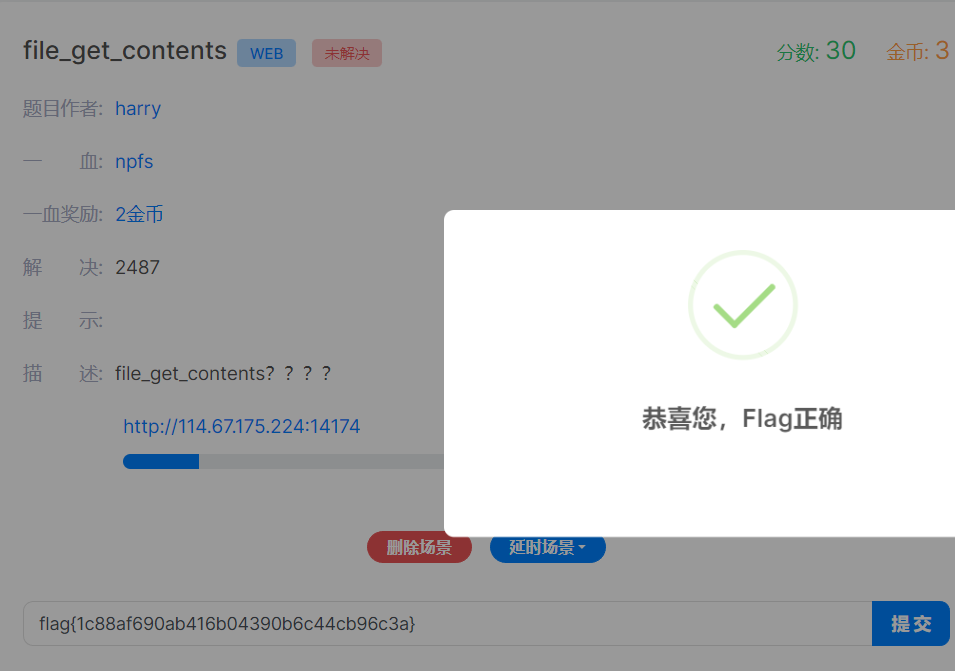 file_get_contents WEB 未解决 分数: 30 金币: 3
题目作者: harry
一 血: npfs
一血奖励: 2金币
解 决: 2487
提 示:
描 述: file_get_contents？？？？
http://114.67.175.224:14174
恭喜您，Flag正确
删除场景 延时场景
flag{1c88af690ab416b04390b6c44cb96c3a} 提交